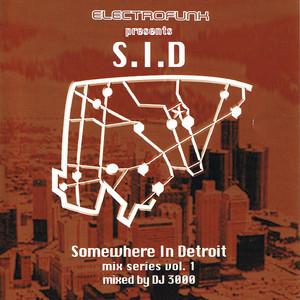 ELECTROFUNK
presents
S.I.D
Somewhere In Detroit
mix series vol. 1
mixed by DJ 3000